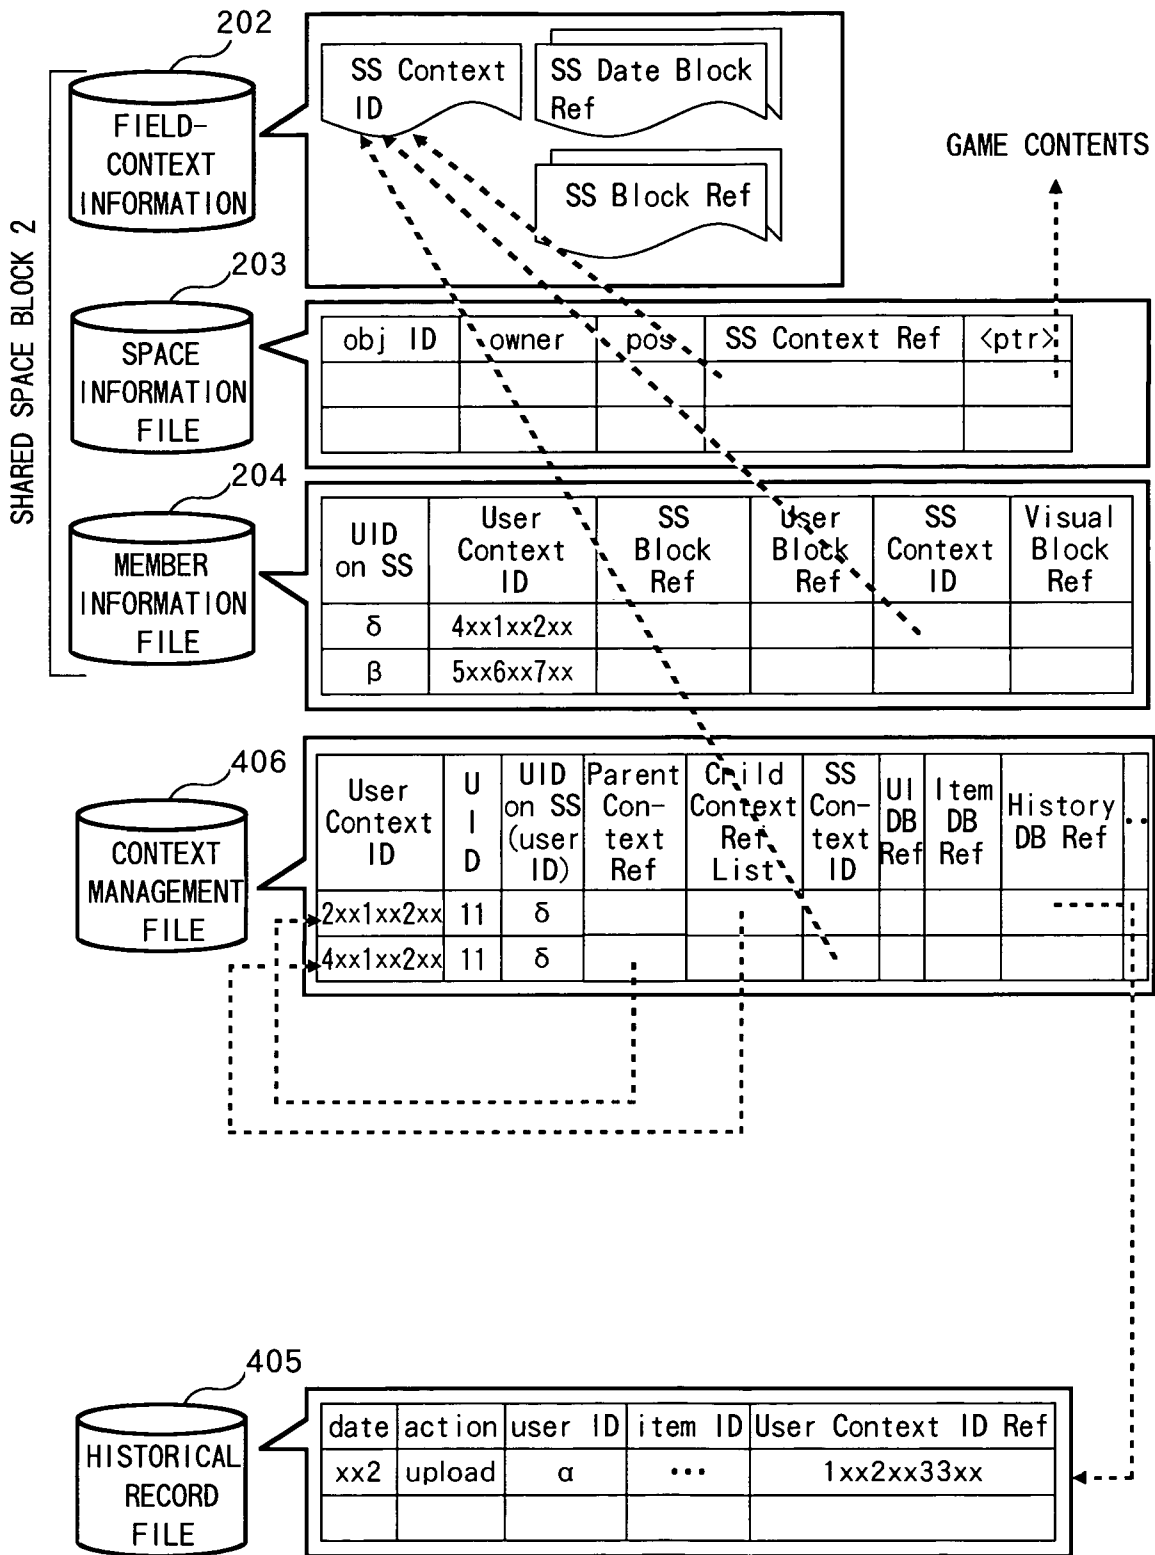 202
SS Context
ID
SS Date Block
Ref
SS Block Ref
FIELD-
CONTEXT
INFORMATION
GAME CONTENTS
SHARED SPACE BLOCK 2
203
SPACE
INFORMATION
FILE
obj ID owner pos SS Context Ref <ptr>
204
MEMBER
INFORMATION
FILE
UID
on SS
User
Context
ID
SS
Block
Ref
User
Block
Ref
SS
Context
ID
Visual
Block
Ref
δ 4xx1xx2xx
β 5xx6xx7xx
406
CONTEXT
MANAGEMENT
FILE
User
Context
ID
U
I
D
UID
on SS
(user
ID)
Parent
Con-
text
Ref
Child
Context
Ref
List
SS
Con-
text
ID
UI
DB
Ref
Item
DB
Ref
History
DB Ref
..
2xx1xx2xx 11 δ
4xx1xx2xx 11 δ
405
HISTORICAL
RECORD
FILE
date action user ID item ID User Context ID Ref
xx2 upload α ... 1xx2xx33xx